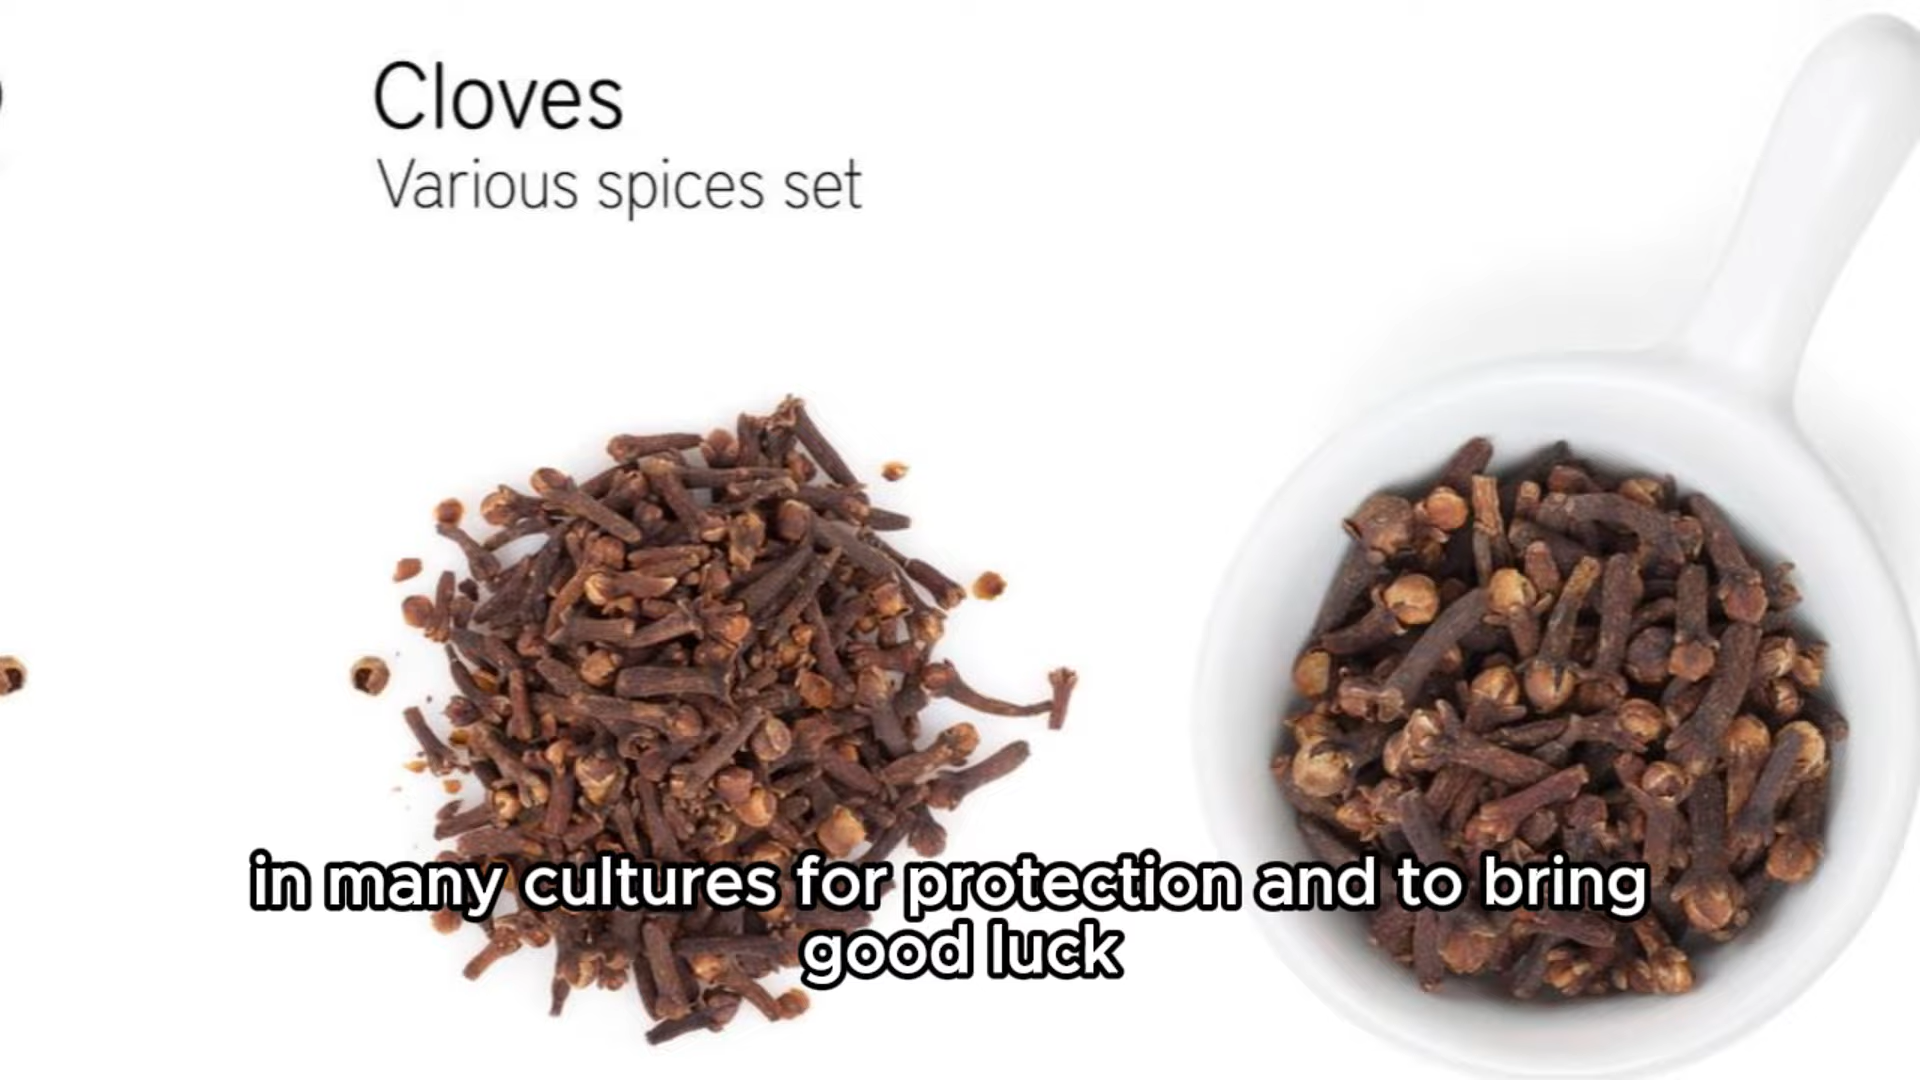 Cloves
Various spices set
in many cultures for protection and to bring
good luck